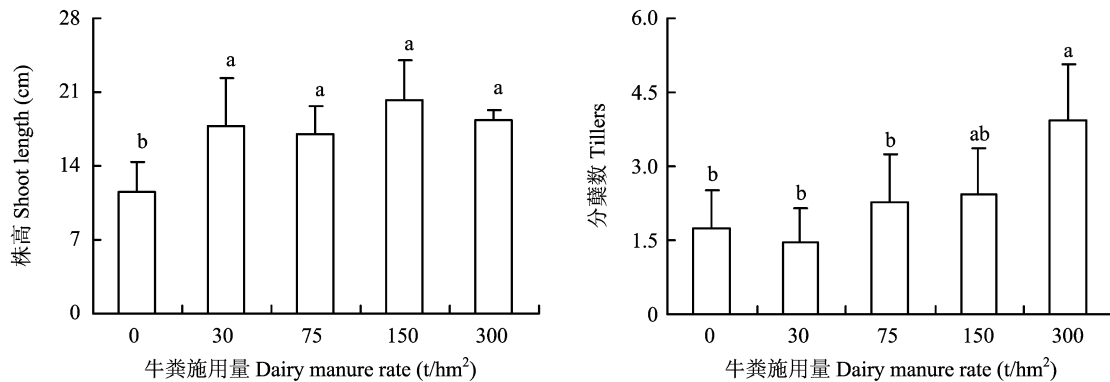 28
21
14
7
0
株高 Shoot length (cm)
b
a
a
a
a
0 30 75 150 300
牛粪施用量 Dairy manure rate (t/hm²)
6.0
4.5
3.0
1.5
0
分蘖数 Tillers
b
b
b
ab
a
0 30 75 150 300
牛粪施用量 Dairy manure rate (t/hm²)